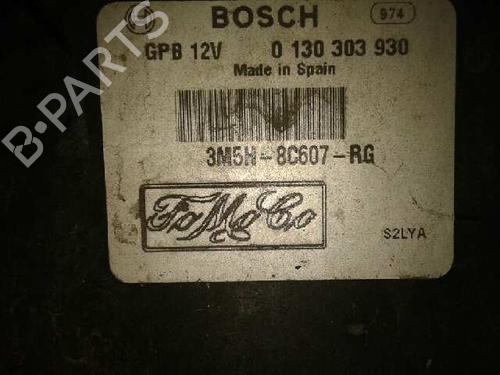 BOSCH
974
GPB 12V 0 130 303 930
Made in Spain
3M5H-8C607-RG
FoMoCo
S2LYA
B-PARTS